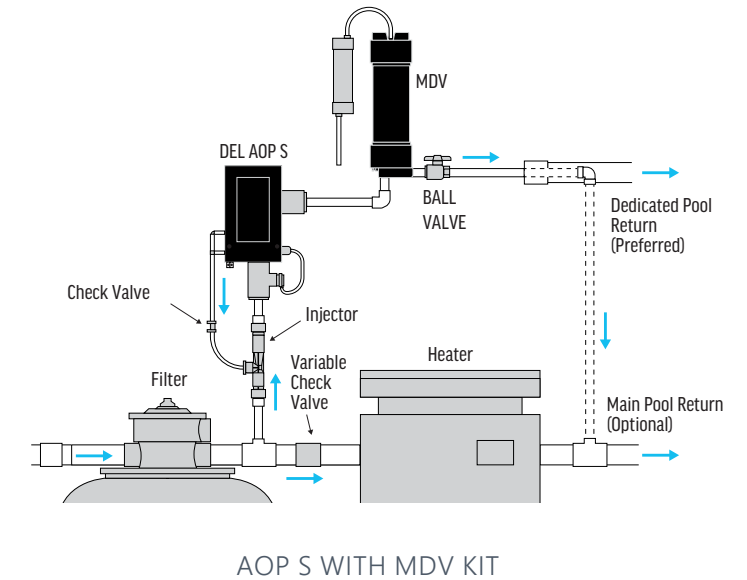 MDV
DEL AOP S
BALL
VALVE
Dedicated Pool
Return
(Preferred)
Check Valve
Injector
Variable
Check
Valve
Heater
Filter
Main Pool Return
(Optional)
AOP S WITH MDV KIT